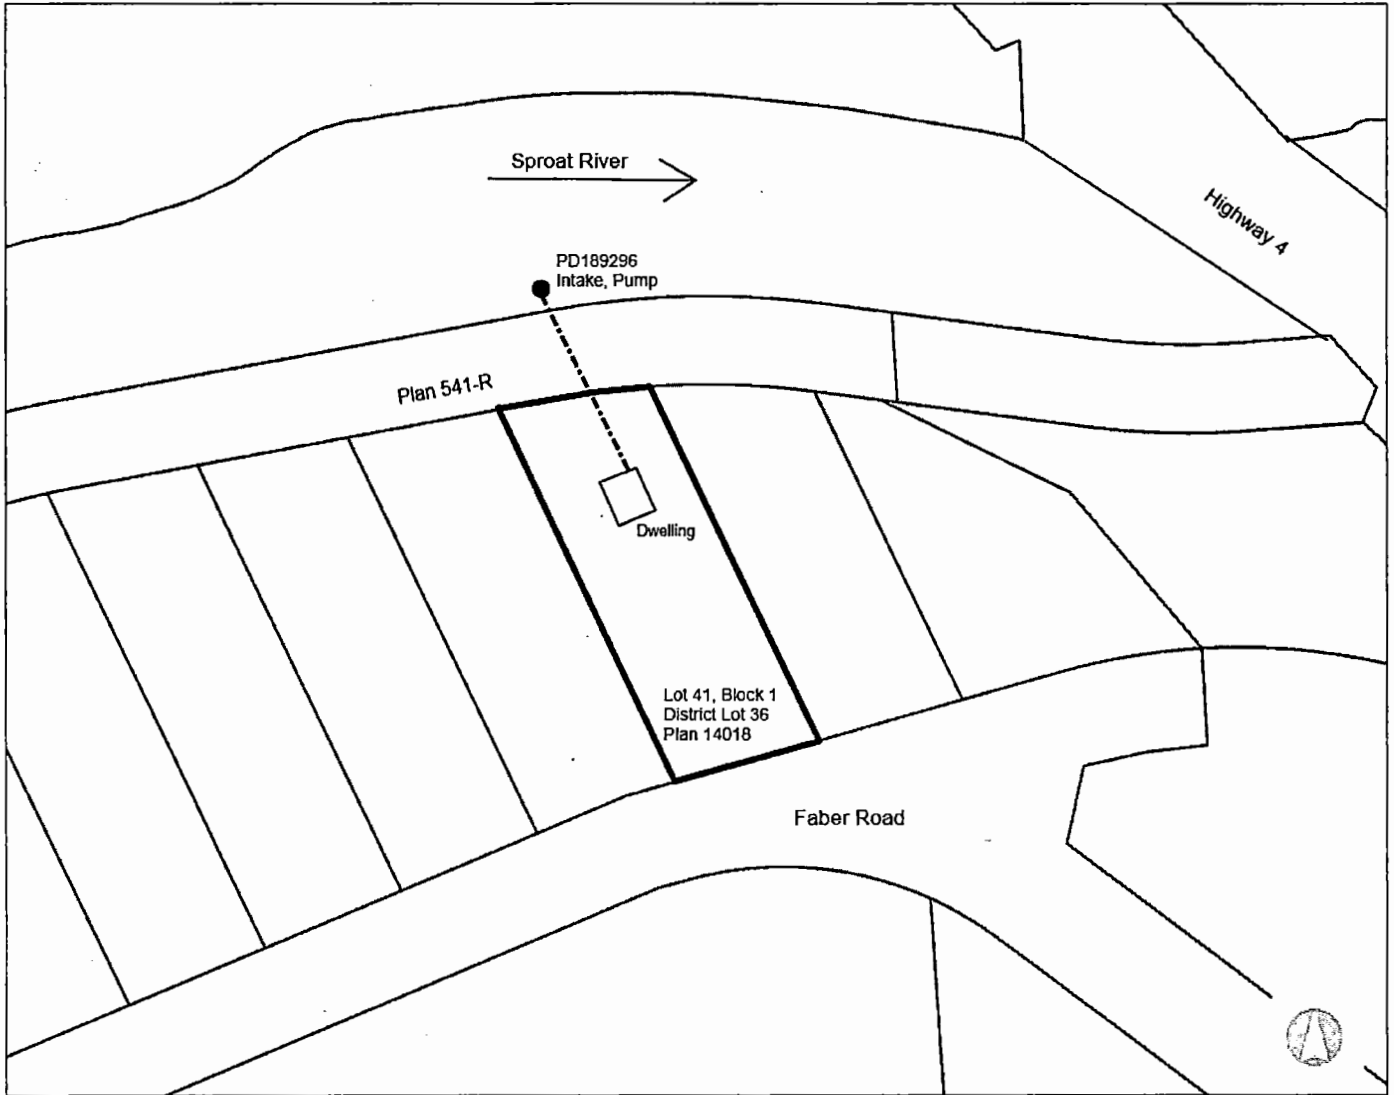 Sproat River
Highway 4
PD189296
Intake, Pump
Plan 541-R
Dwelling
Lot 41, Block 1
District Lot 36
Plan 14018
Faber Road